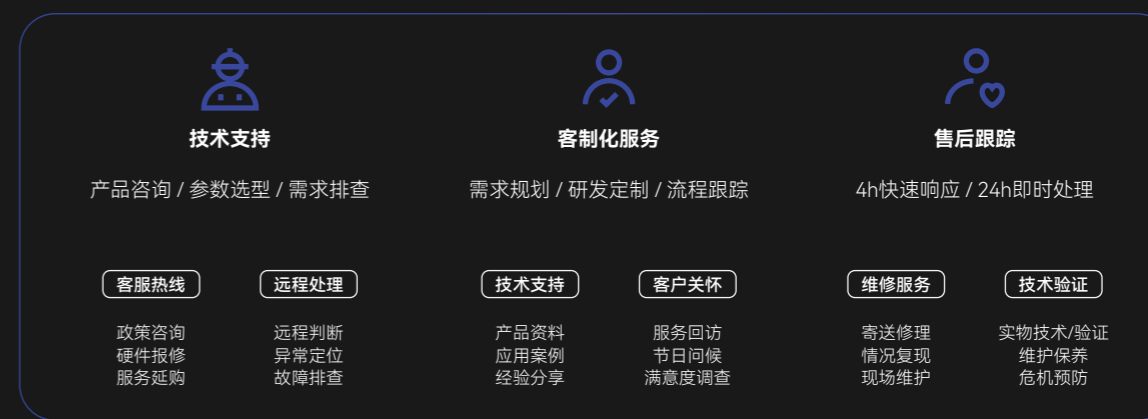 技术支持
产品咨询 / 参数选型 / 需求排查
客服热线
政策咨询
硬件报修
服务延购
远程处理
远程判断
异常定位
故障排查
客制化服务
需求规划 / 研发定制 / 流程跟踪
技术支持
产品资料
应用案例
经验分享
客户关怀
服务回访
节日问候
满意度调查
售后跟踪
4h快速响应 / 24h即时处理
维修服务
寄送修理
情况复现
现场维护
技术验证
实物技术/验证
维护保养
危机预防